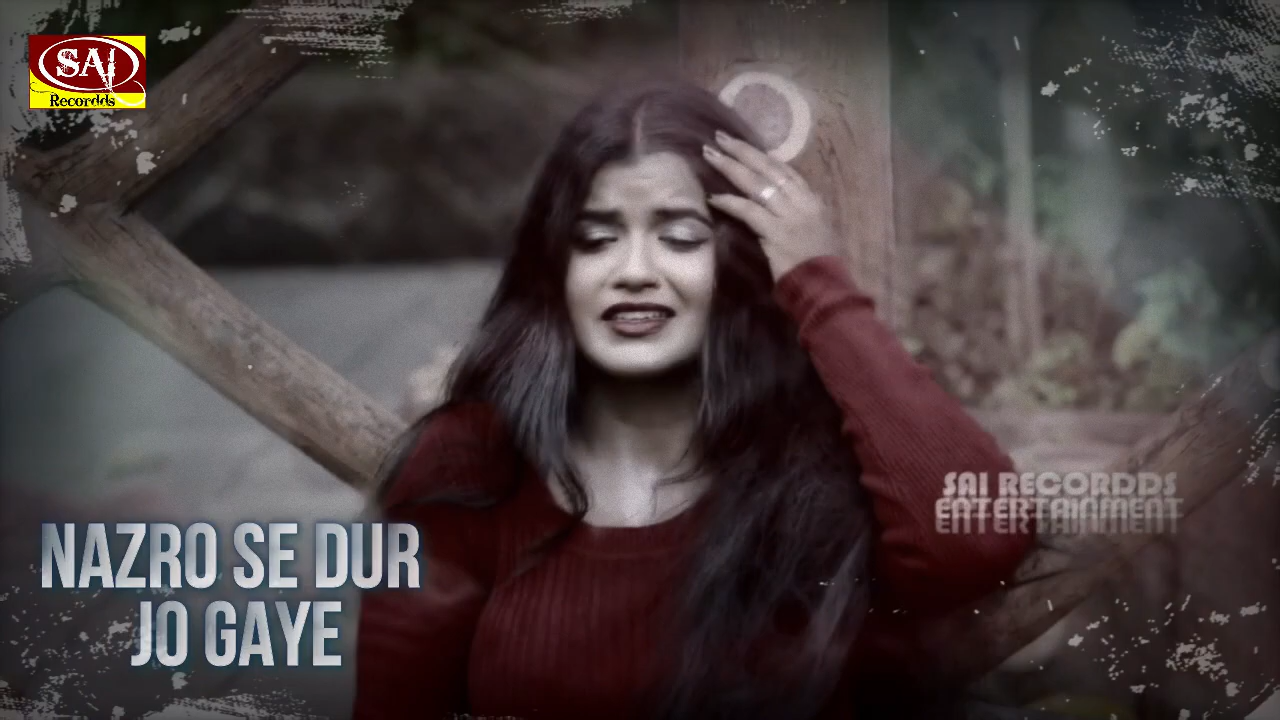 SAI
Recordds
SAI RECORDDS
ENTERTAINMENT
NAZRO SE DUR
JO GAYE